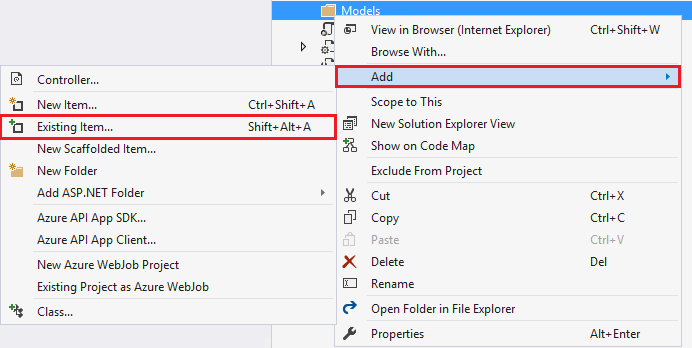 Models
View in Browser (Internet Explorer) Ctrl+Shift+W
Browse With...
Add
Scope to This
New Solution Explorer View
Show on Code Map
Exclude From Project
Cut Ctrl+X
Copy Ctrl+C
Paste Ctrl+V
Delete Del
Rename
Open Folder in File Explorer
Properties Alt+Enter
Controller...
New Item... Ctrl+Shift+A
Existing Item... Shift+Alt+A
New Scaffolded Item...
New Folder
Add ASP.NET Folder
Azure API App SDK...
Azure API App Client...
New Azure WebJob Project
Existing Project as Azure WebJob
Class...